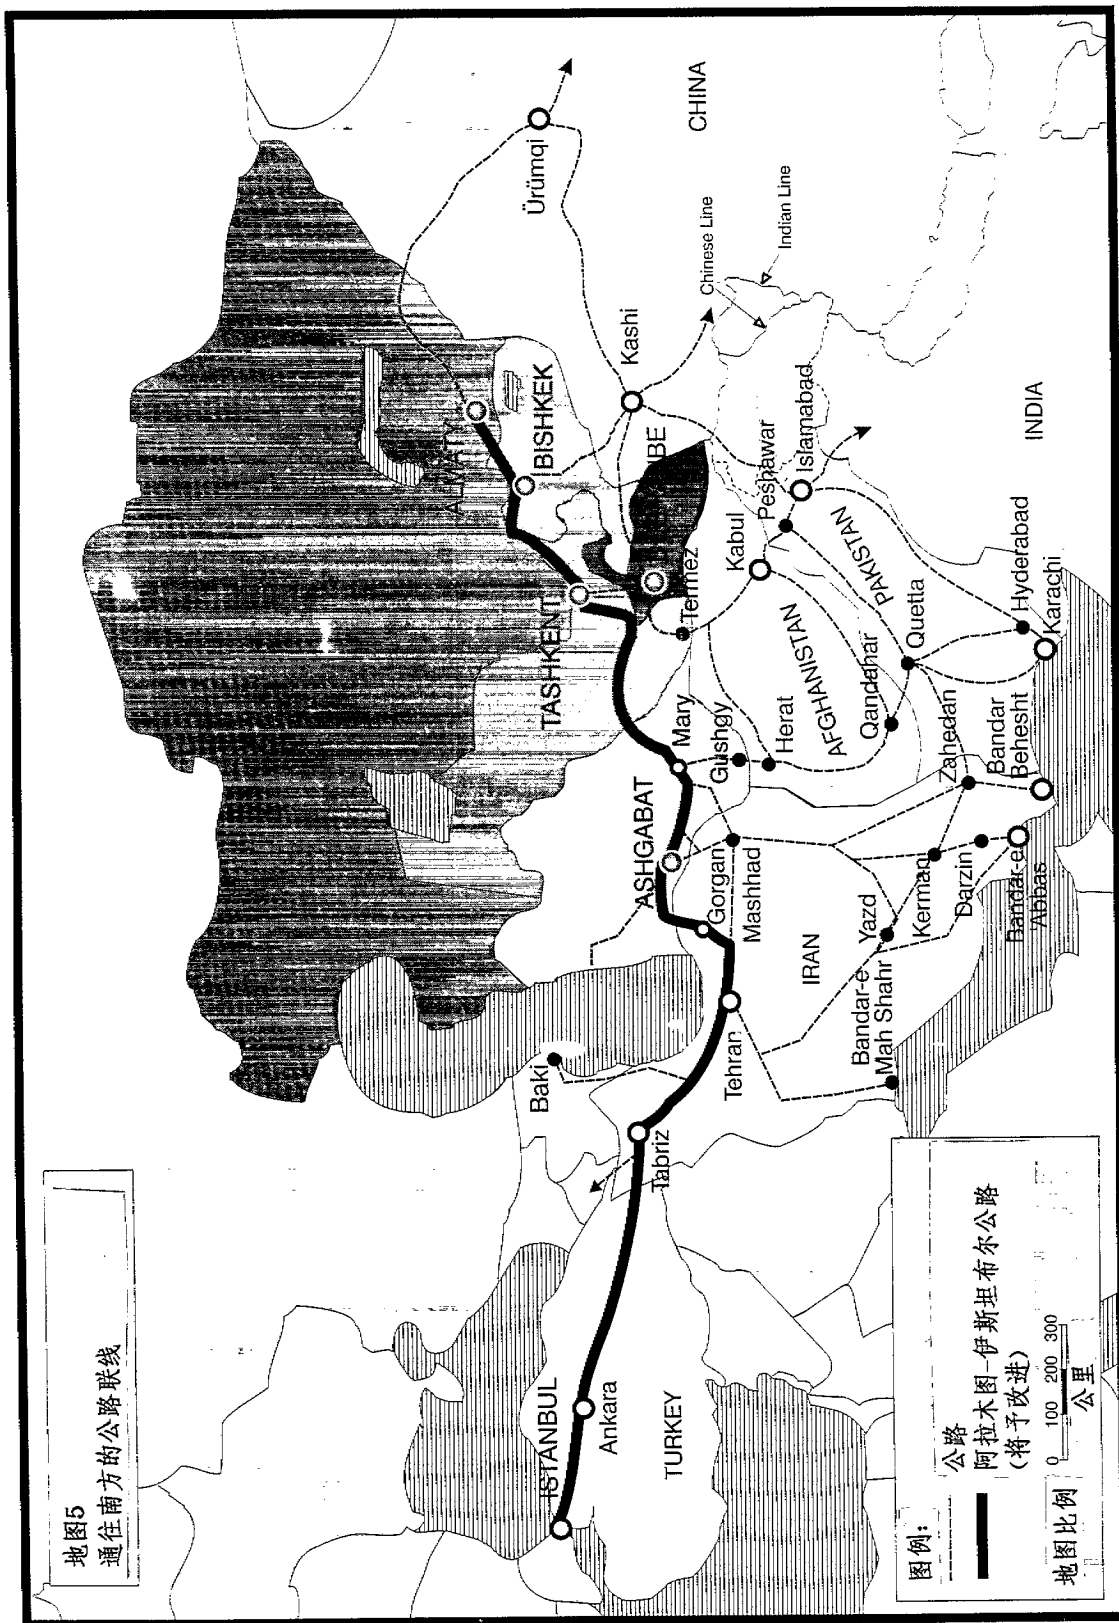 地图5
通往南方的公路联线
CHINA
Ürümqi
Indian Line
Chinese Line
Kashi
ALMATY
BISHKEK
BE
Islamabad
Peshawar
INDIA
Kabul
Termez
TASHKENT
PAKISTAN
AFGHANISTAN
Hyderabad
Karachi
Quetta
Qandahar
Mary
Gushgy
Herat
Zahedan
Bandar
Behesht
ASHGABAT
Gorgan
Mashhad
Kerman
Darzin
Bandar-e
Abbas
Yazd
IRAN
Bandar-e
Mah Shahr
Tehran
Baki
Tabriz
ISTANBUL
Ankara
TURKEY
图例:
公路
阿拉木图-伊斯坦布尔公路
(将予改进)
地图比例
0 100 200 300
公里